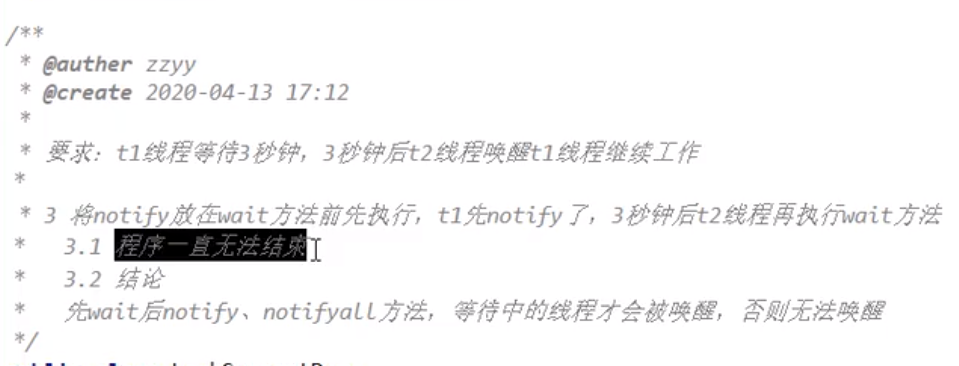 /**
* @auther zzyy
* @create 2020-04-13 17:12
*
* 要求: t1线程等待3秒钟，3秒钟后t2线程唤醒t1线程继续工作
*
* 3 将notify放在wait方法前先执行，t1先notify了，3秒钟后t2线程再执行wait方法
* 3.1 程序一直无法结束
* 3.2 结论
* 先wait后notify、notifyall方法，等待中的线程才会被唤醒，否则无法唤醒
*/